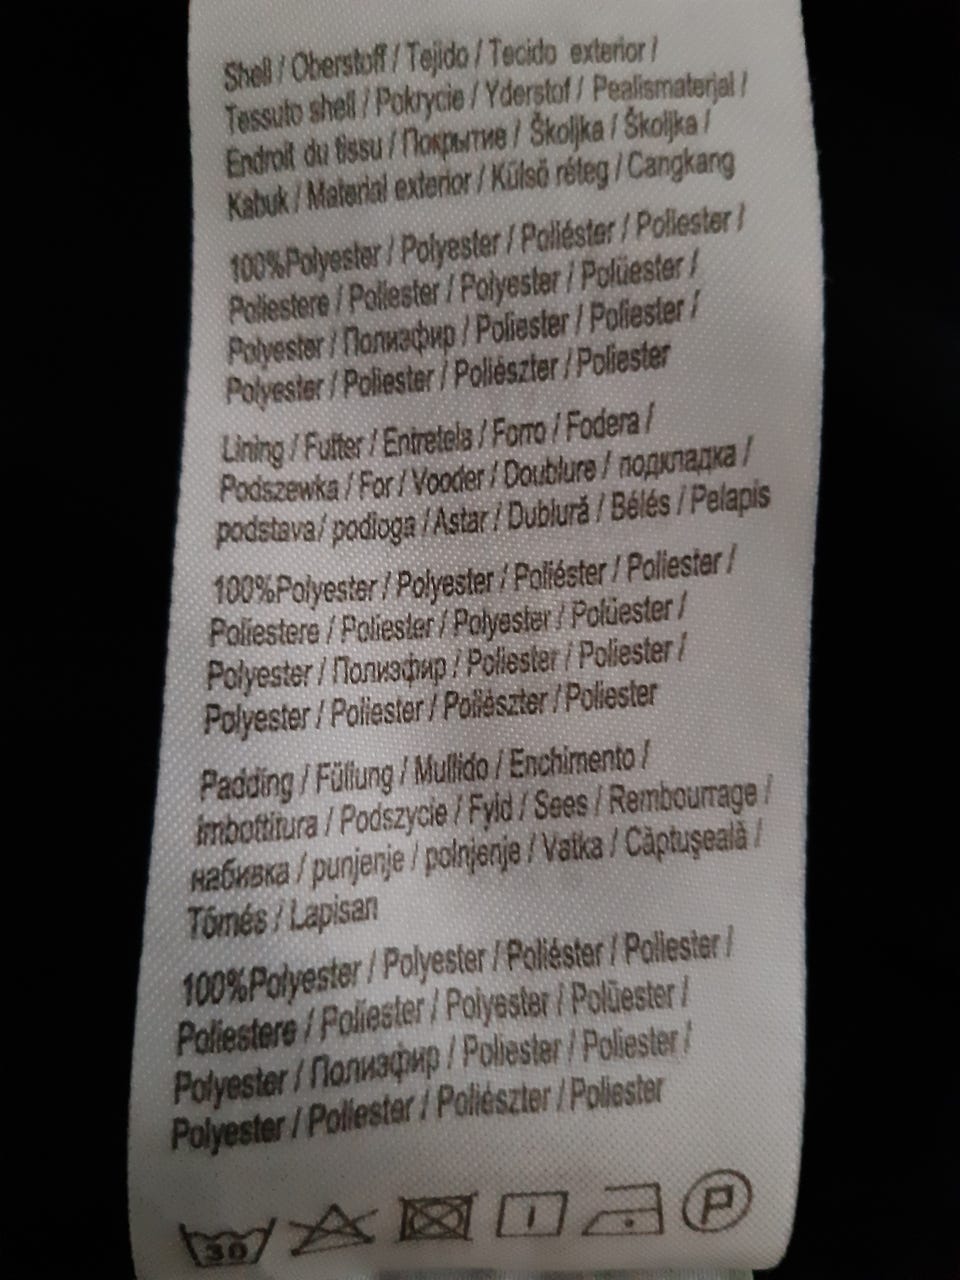 Shell / Oberstoff / Tejido / Tecido exterior /
Tessuto shell / Pokrycie / Yderstof / Pealismaterjal /
Endroit du tissu / Покрытие / Školjka / Školjka /
Kabuk / Material exterior / Külsö réteg / Cangkang
100%Polyester / Polyester / Poliéster / Poliester /
Poliestere / Poliester / Polyester / Polüester /
Polyester / Полиэфир / Poliester / Poliester /
Polyester / Poliester / Poliészter / Poliester
Lining / Futter / Entretela / Forro / Fodera /
Podszewka / For / Vooder / Doublure / подкладка /
podstava/ podloga / Astar / Dublură / Bélés / Pelapis
100%Polyester / Polyester / Poliéster / Poliester /
Poliestere / Poliester / Polyester / Polüester /
Polyester / Полиэфир / Poliester / Poliester /
Polyester / Poliester / Poliészter / Poliester
Padding / Füllung / Mullido / Enchimento /
imbottitura / Podszycie / Fyld / Sees / Rembourrage /
набивка / punjenje / polnjenje / Vatka / Căptuşeală /
Tömés / Lapisan
100%Polyester / Polyester / Poliéster / Poliester /
Poliestere / Poliester / Polyester / Polüester /
Polyester / Полиэфир / Poliester / Poliester /
Polyester / Poliester / Poliészter / Poliester
30 P